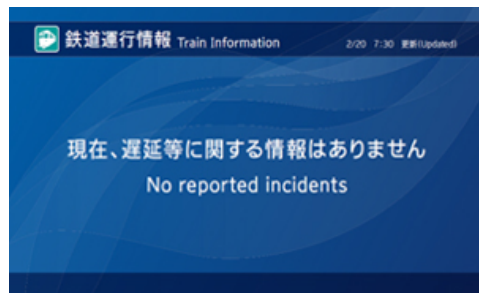 鉄道運行情報 Train Information 2/20 7:30 更新(Updated)
現在、遅延等に関する情報はありません
No reported incidents